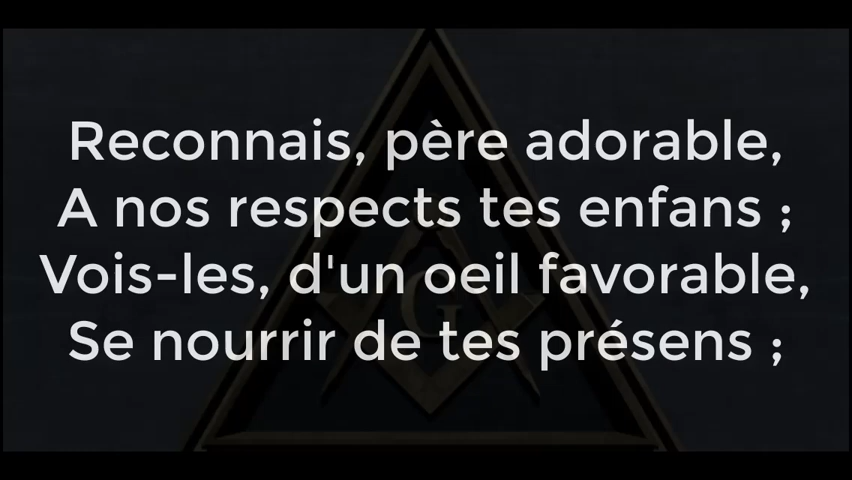 Reconnais, père adorable,
A nos respects tes enfans ;
Vois-les, d'un oeil favorable,
Se nourrir de tes présens ;
G